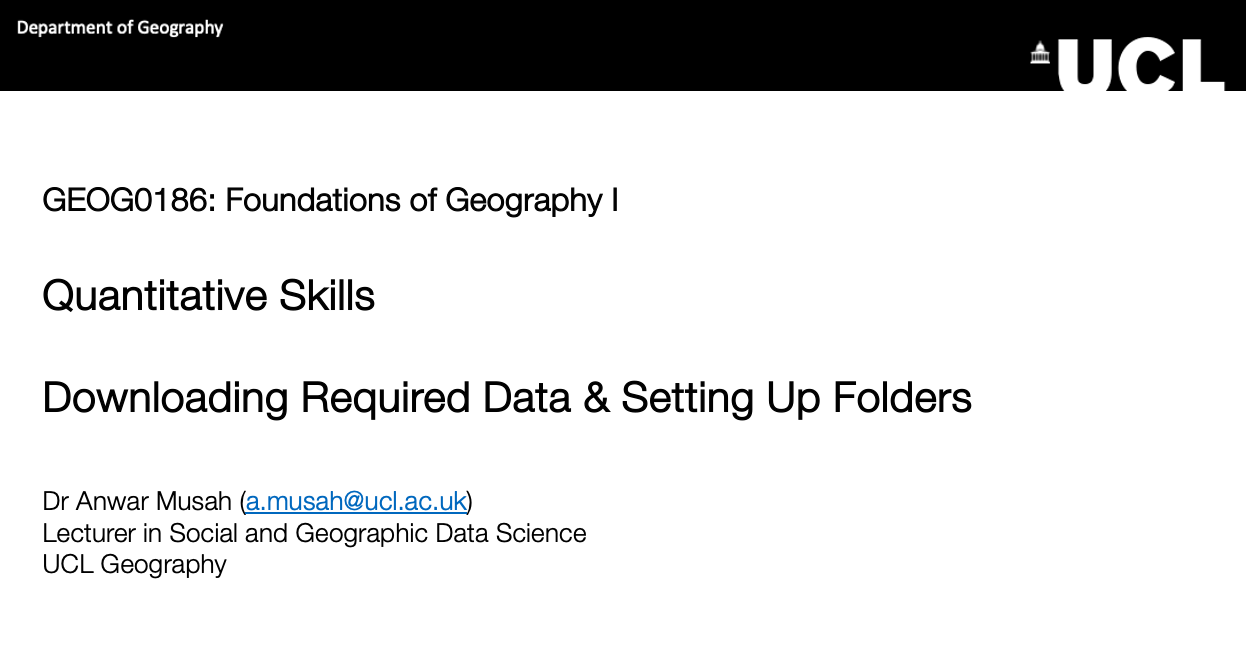 Department of Geography
UCL
GEOG0186: Foundations of Geography I
Quantitative Skills
Downloading Required Data & Setting Up Folders
Dr Anwar Musah (a.musah@ucl.ac.uk)
Lecturer in Social and Geographic Data Science
UCL Geography